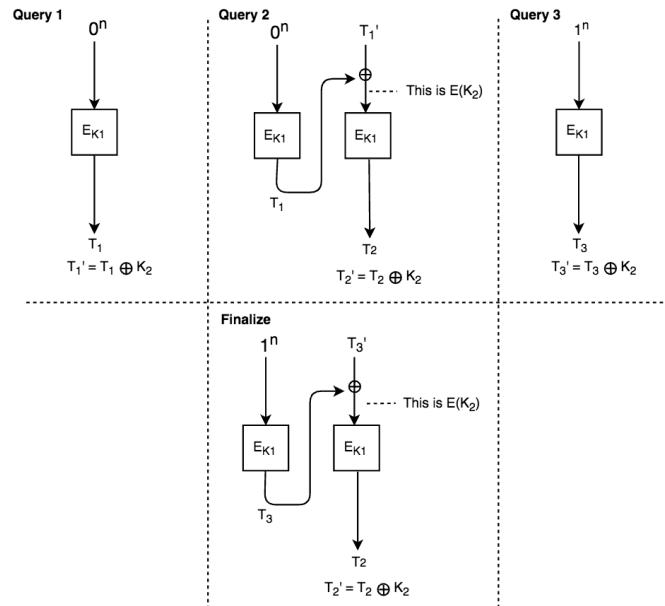 Query 1
0ⁿ
E_K1
T₁
T₁' = T₁ ⊕ K₂
Query 2
0ⁿ T₁'
This is E(K₂)
E_K1 E_K1
T₁
T₂
T₂' = T₂ ⊕ K₂
Query 3
1ⁿ
E_K1
T₃
T₃' = T₃ ⊕ K₂
Finalize
1ⁿ T₃'
This is E(K₂)
E_K1 E_K1
T₃
T₂
T₂' = T₂ ⊕ K₂